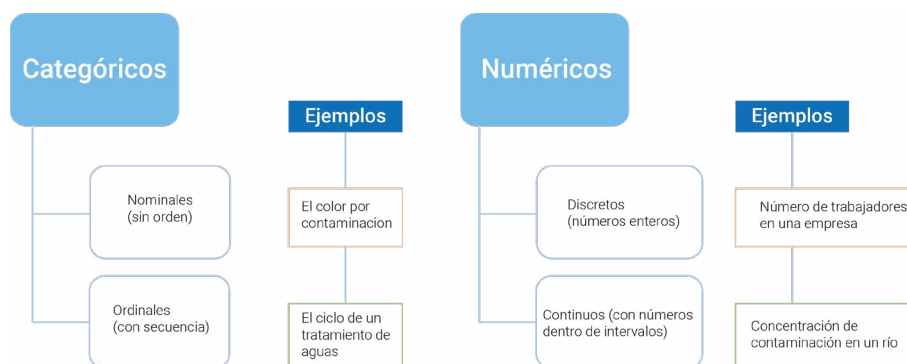 Categóricos
Ejemplos
Nominales
(sin orden)
El color por
contaminacion
Ordinales
(con secuencia)
El ciclo de un
tratamiento de
aguas
Numéricos
Ejemplos
Discretos
(números enteros)
Número de trabajadores
en una empresa
Continuos (con números
dentro de intervalos)
Concentración de
contaminación en un río